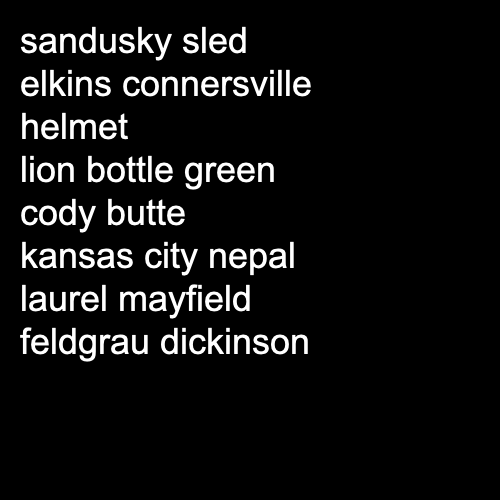 sandusky sled
elkins connersville
helmet
lion bottle green
cody butte
kansas city nepal
laurel mayfield
feldgrau dickinson